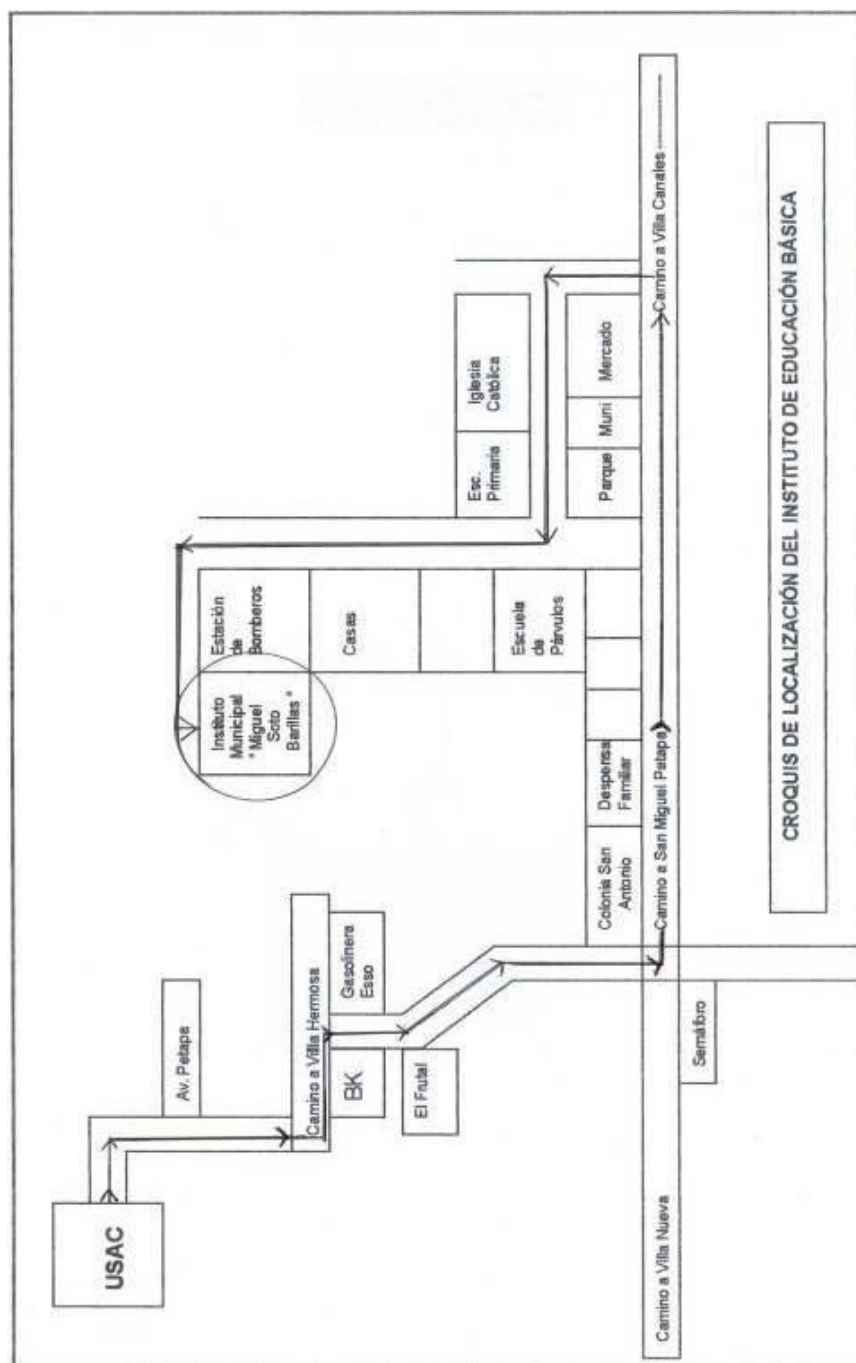 USAC
Av. Petapa
Camino a Villa Hermosa
BK
Gasolinera
Esso
El Frutal
Instituto
Municipal
" Miguel
Soto
Barillas "
Estación
de
Bomberos
Casas
Escuela
de
Párvulos
Esc.
Primaria
Iglesia
Católica
Colonia San
Antonio
Despensa
Familiar
Parque
Muni
Mercado
Camino a Villa Nueva
Camino a San Miguel Petapa
Camino a Villa Canales
Semáforo
CROQUIS DE LOCALIZACIÓN DEL INSTITUTO DE EDUCACIÓN BÁSICA